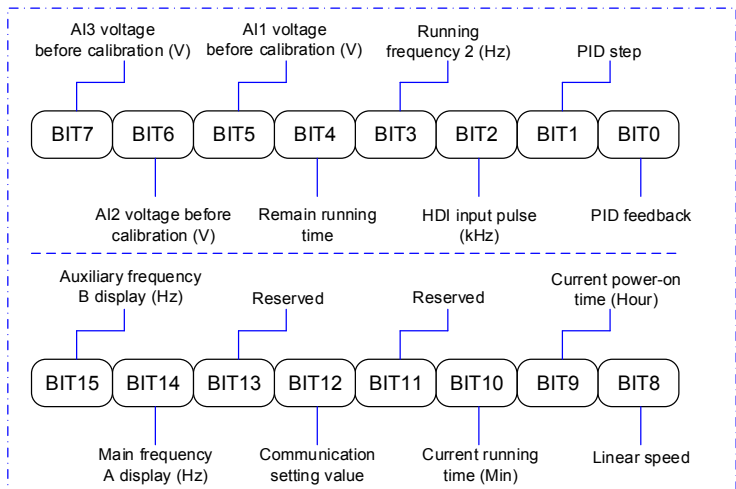 AI3 voltage
before calibration (V)
AI1 voltage
before calibration (V)
Running
frequency 2 (Hz)
PID step
BIT7
BIT6
BIT5
BIT4
BIT3
BIT2
BIT1
BIT0
AI2 voltage before
calibration (V)
Remain running
time
HDI input pulse
(kHz)
PID feedback
Auxiliary frequency
B display (Hz)
Reserved
Reserved
Current power-on
time (Hour)
BIT15
BIT14
BIT13
BIT12
BIT11
BIT10
BIT9
BIT8
Main frequency
A display (Hz)
Communication
setting value
Current running
time (Min)
Linear speed